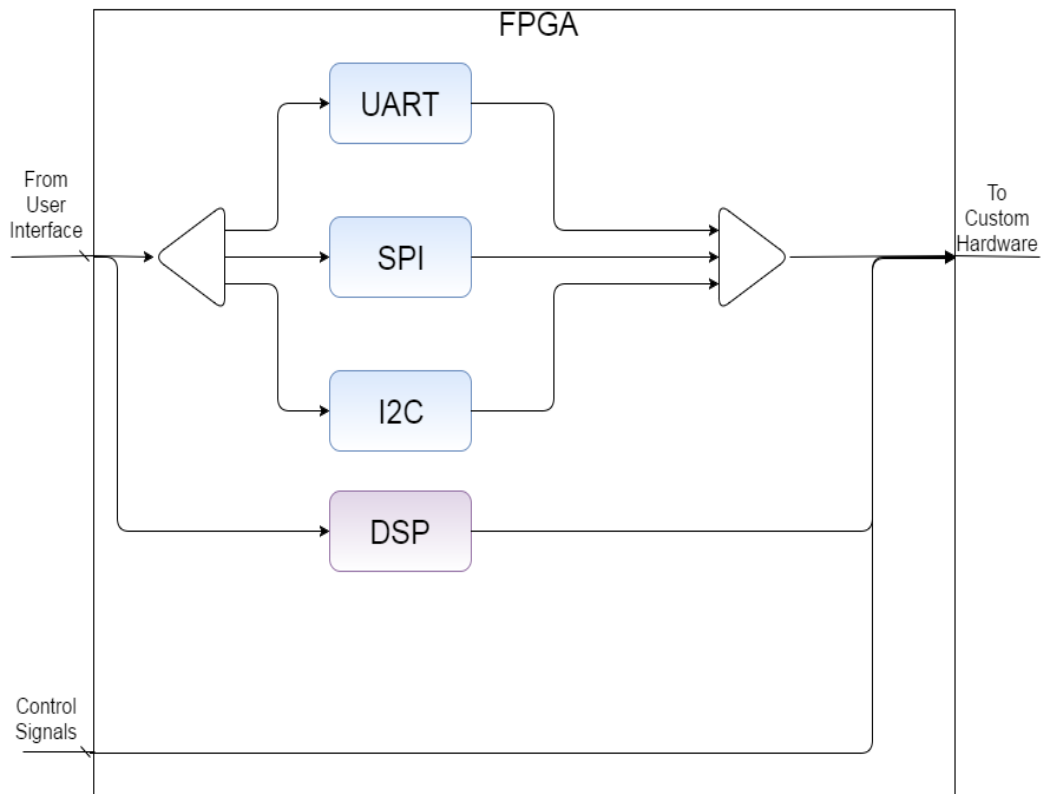 FPGA
UART
From
User
Interface
To
Custom
Hardware
SPI
I2C
DSP
Control
Signals